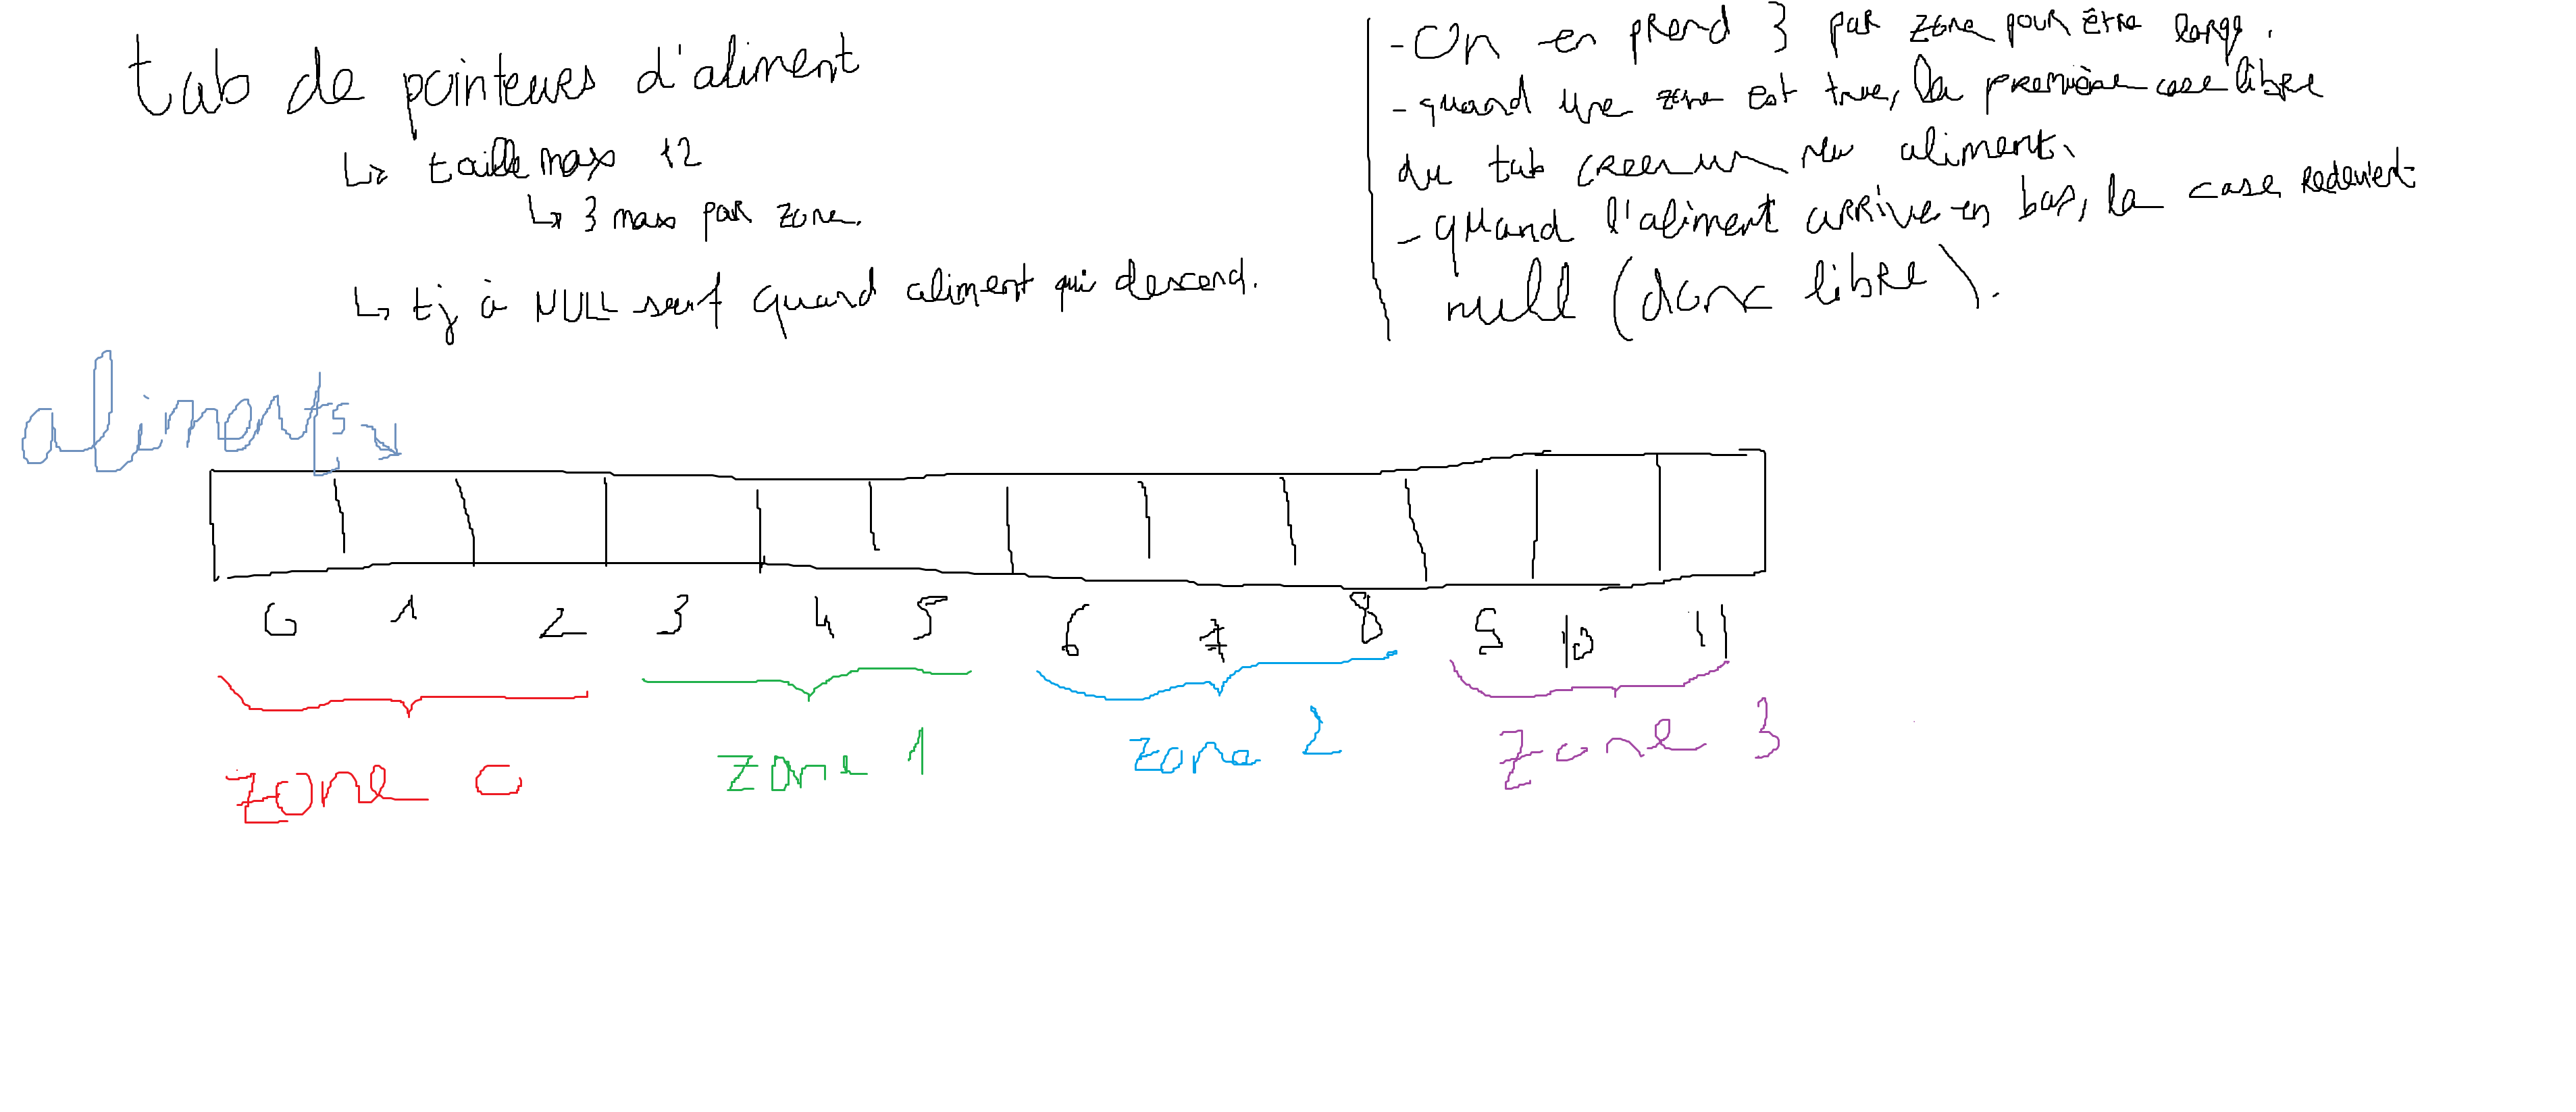 tab de pointeurs d'aliment
↳ taille max 12
↳ 3 max par zone.
↳ tj à NULL sauf quand aliment qui descend.
- On en prend 3 par zone pour être large.
- quand une zone est true, la première case libre
du tab creer un new aliment.
- quand l'aliment arrive en bas, la case redevient
null (donc libre).
aliments
0 1 2 3 4 5 6 7 8 9 10 11
zone 0 zone 1 zone 2 zone 3